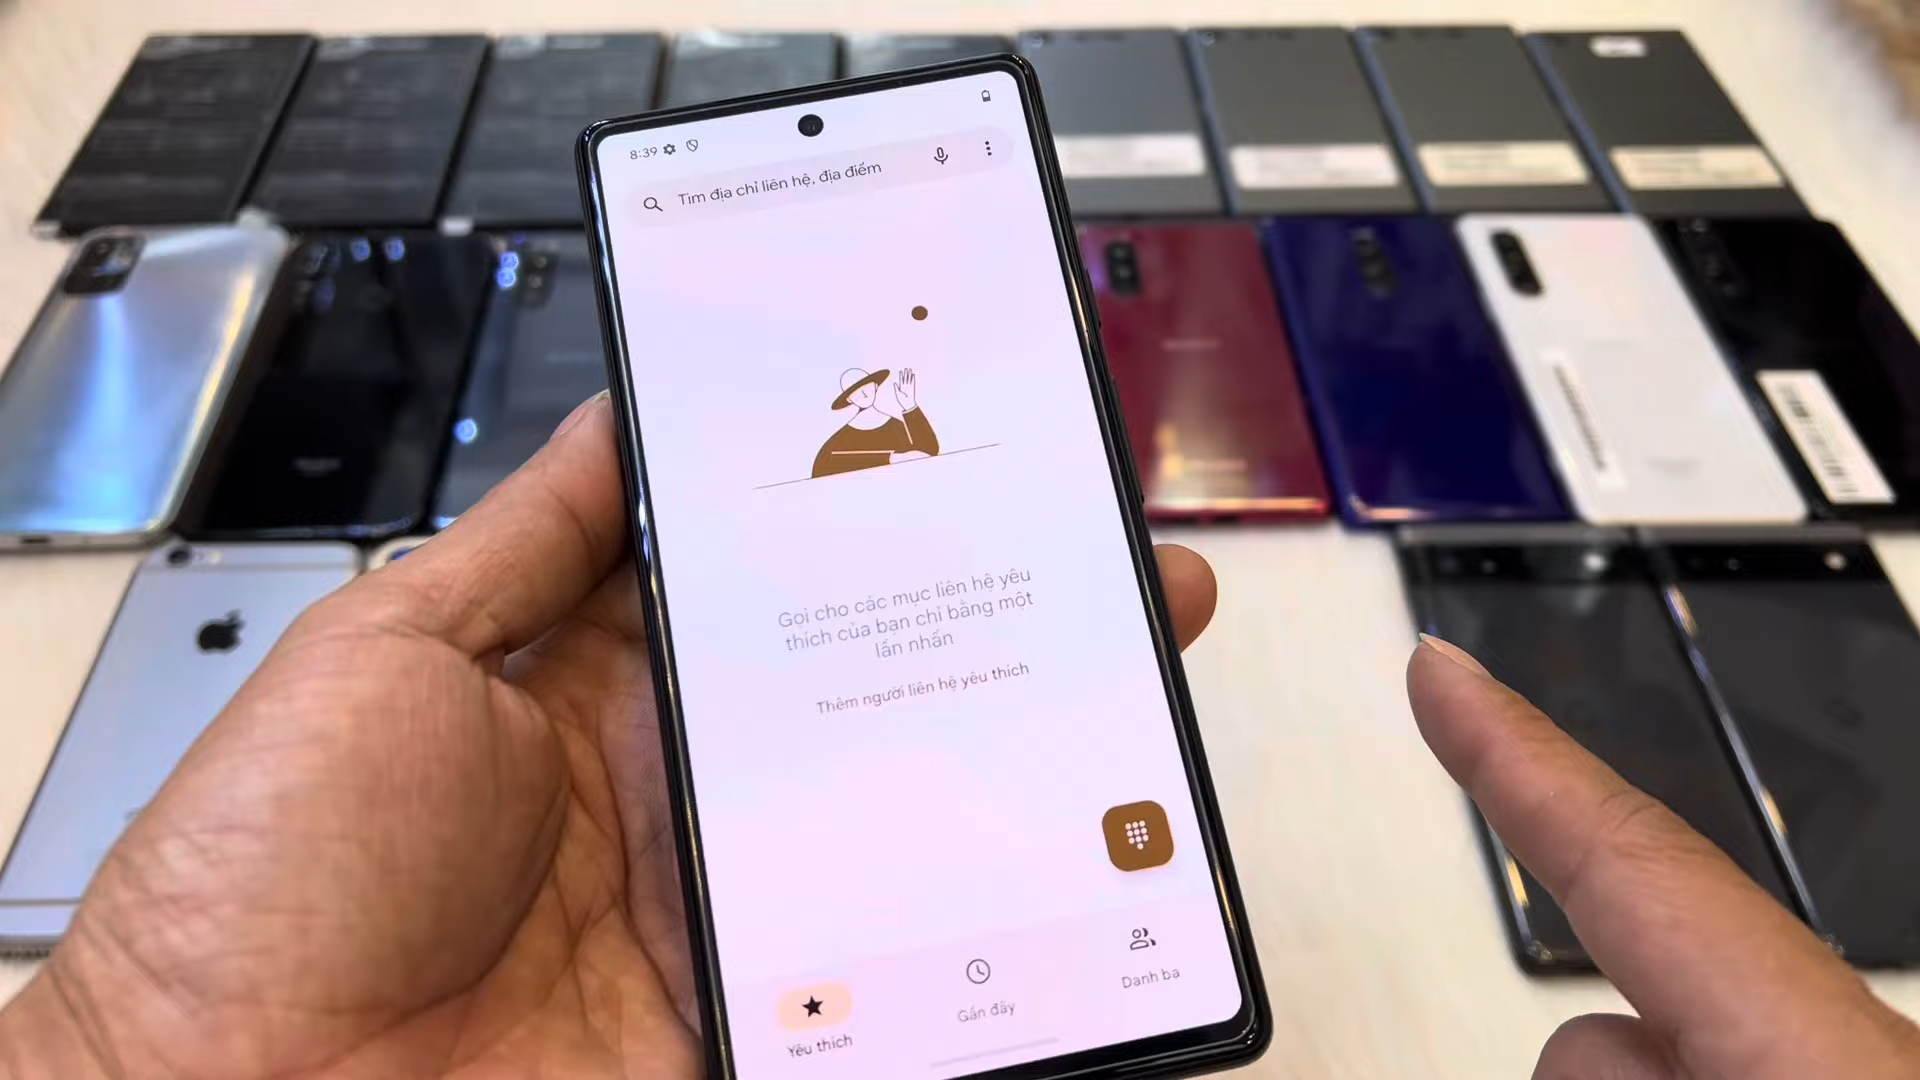 8:39
Tìm địa chỉ liên hệ, địa điểm
Gọi cho các mục liên hệ yêu
thích của bạn chỉ bằng một
lần nhấn
Thêm người liên hệ yêu thích
Yêu thích
Gần đây
Danh bạ